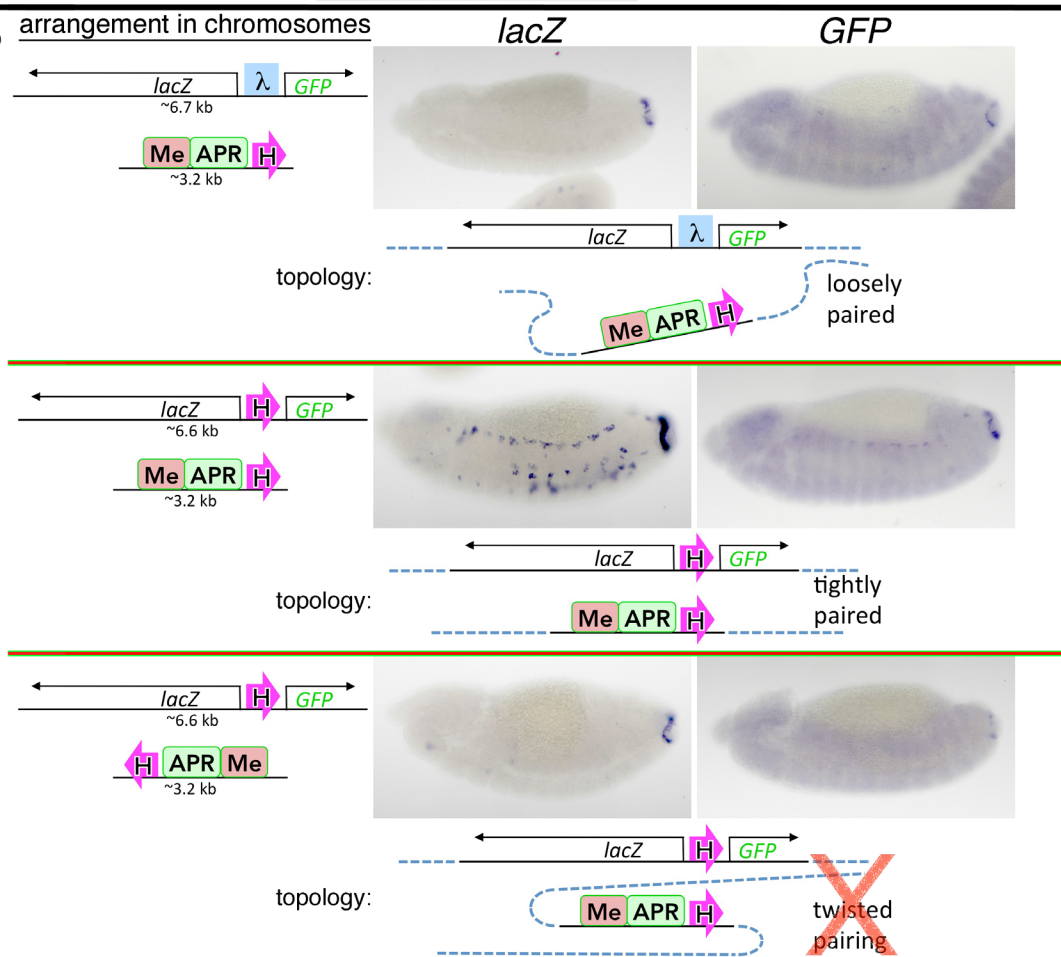 arrangement in chromosomes lacZ GFP
lacZ λ GFP
~6.7 kb
Me APR H
~3.2 kb
lacZ λ GFP
topology:
loosely
paired
Me APR H
lacZ H GFP
~6.6 kb
Me APR H
~3.2 kb
lacZ H GFP
tightly
paired
topology:
Me APR H
lacZ H GFP
~6.6 kb
H APR Me
~3.2 kb
lacZ H GFP
topology:
Me APR H
twisted
pairing